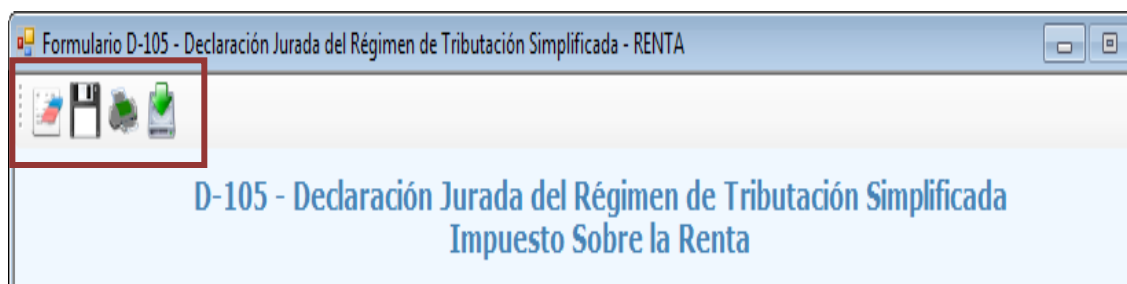 Formulario D-105 - Declaración Jurada del Régimen de Tributación Simplificada - RENTA
D-105 - Declaración Jurada del Régimen de Tributación Simplificada
Impuesto Sobre la Renta